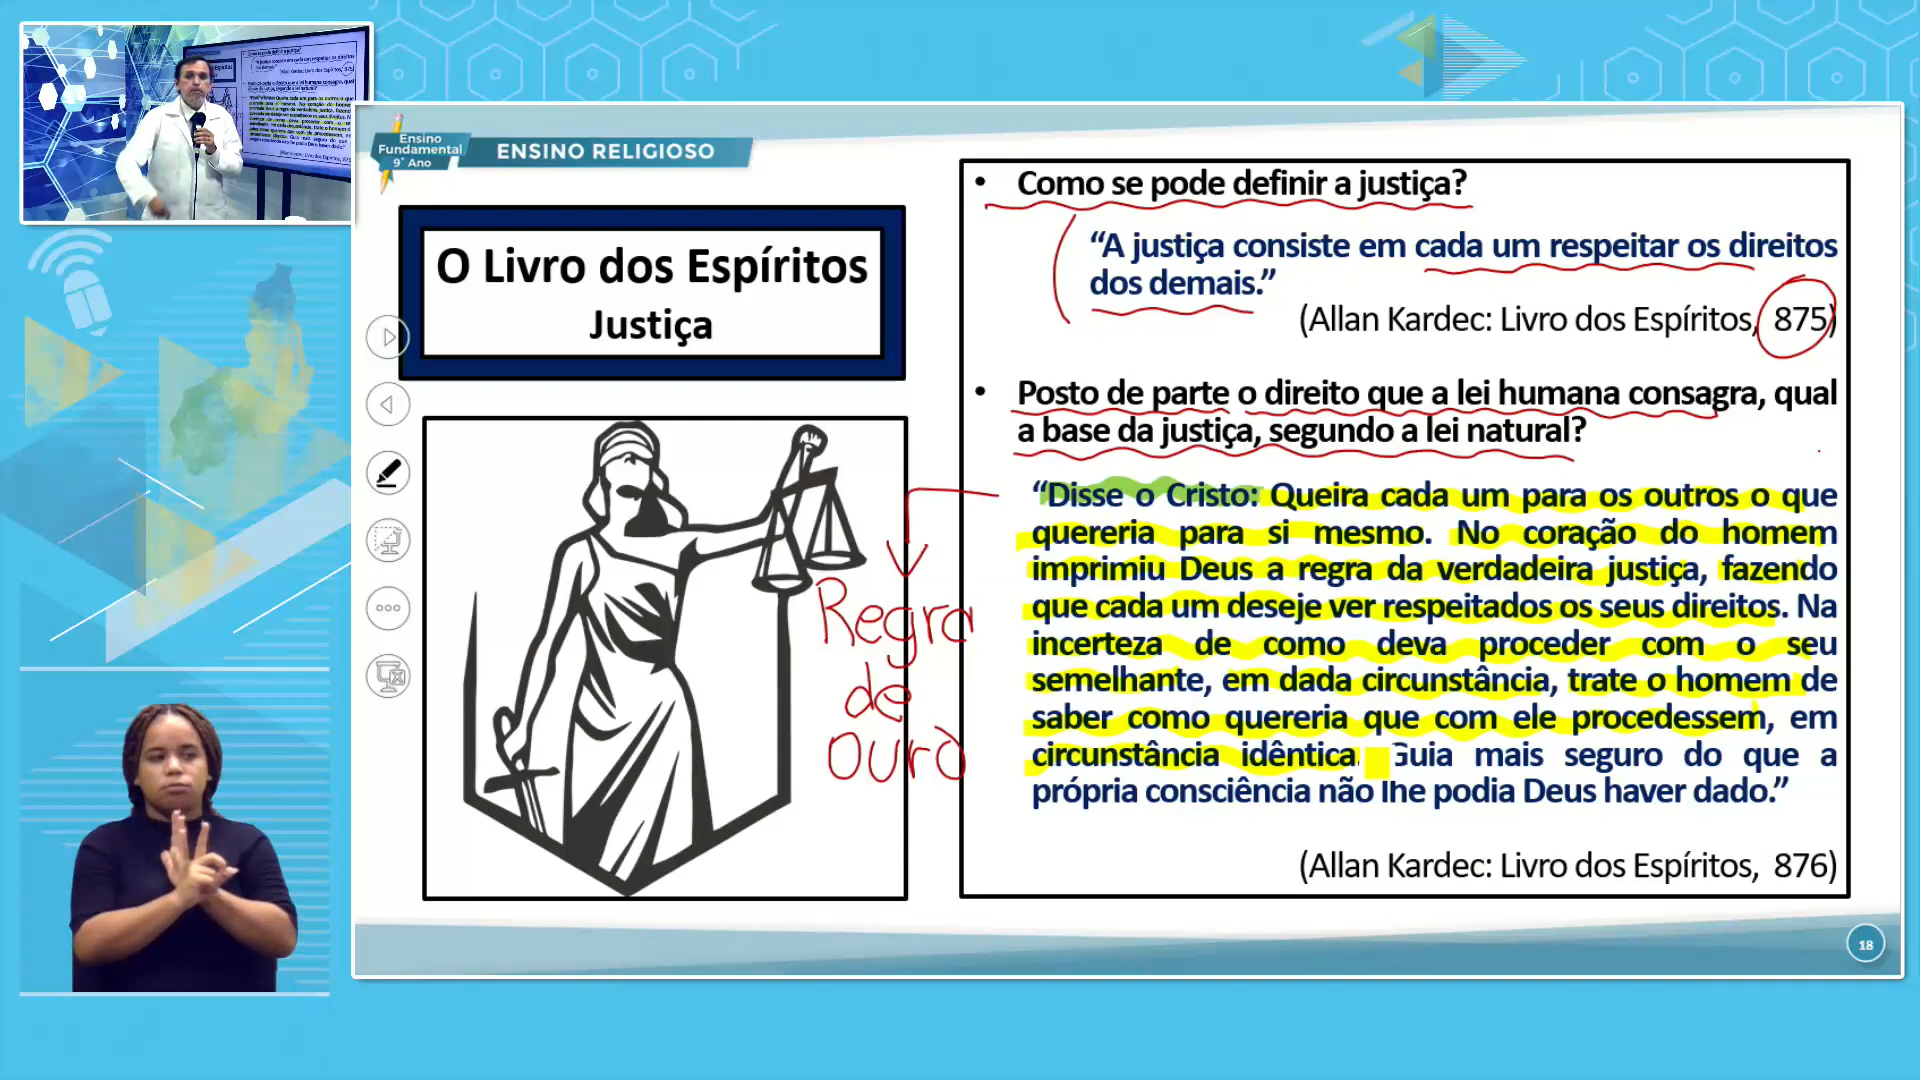 Ensino
Fundamental
9° Ano
ENSINO RELIGIOSO
O Livro dos Espíritos
Justiça
Regra
de
ouro
• Como se pode definir a justiça?
“A justiça consiste em cada um respeitar os direitos
dos demais.”
(Allan Kardec: Livro dos Espíritos, 875)
• Posto de parte o direito que a lei humana consagra, qual
a base da justiça, segundo a lei natural?
“Disse o Cristo: Queira cada um para os outros o que
quereria para si mesmo. No coração do homem
imprimiu Deus a regra da verdadeira justiça, fazendo
que cada um deseje ver respeitados os seus direitos. Na
incerteza de como deva proceder com o seu
semelhante, em dada circunstância, trate o homem de
saber como quereria que com ele procedessem, em
circunstância idêntica. Guia mais seguro do que a
própria consciência não lhe podia Deus haver dado.”
(Allan Kardec: Livro dos Espíritos, 876)
18